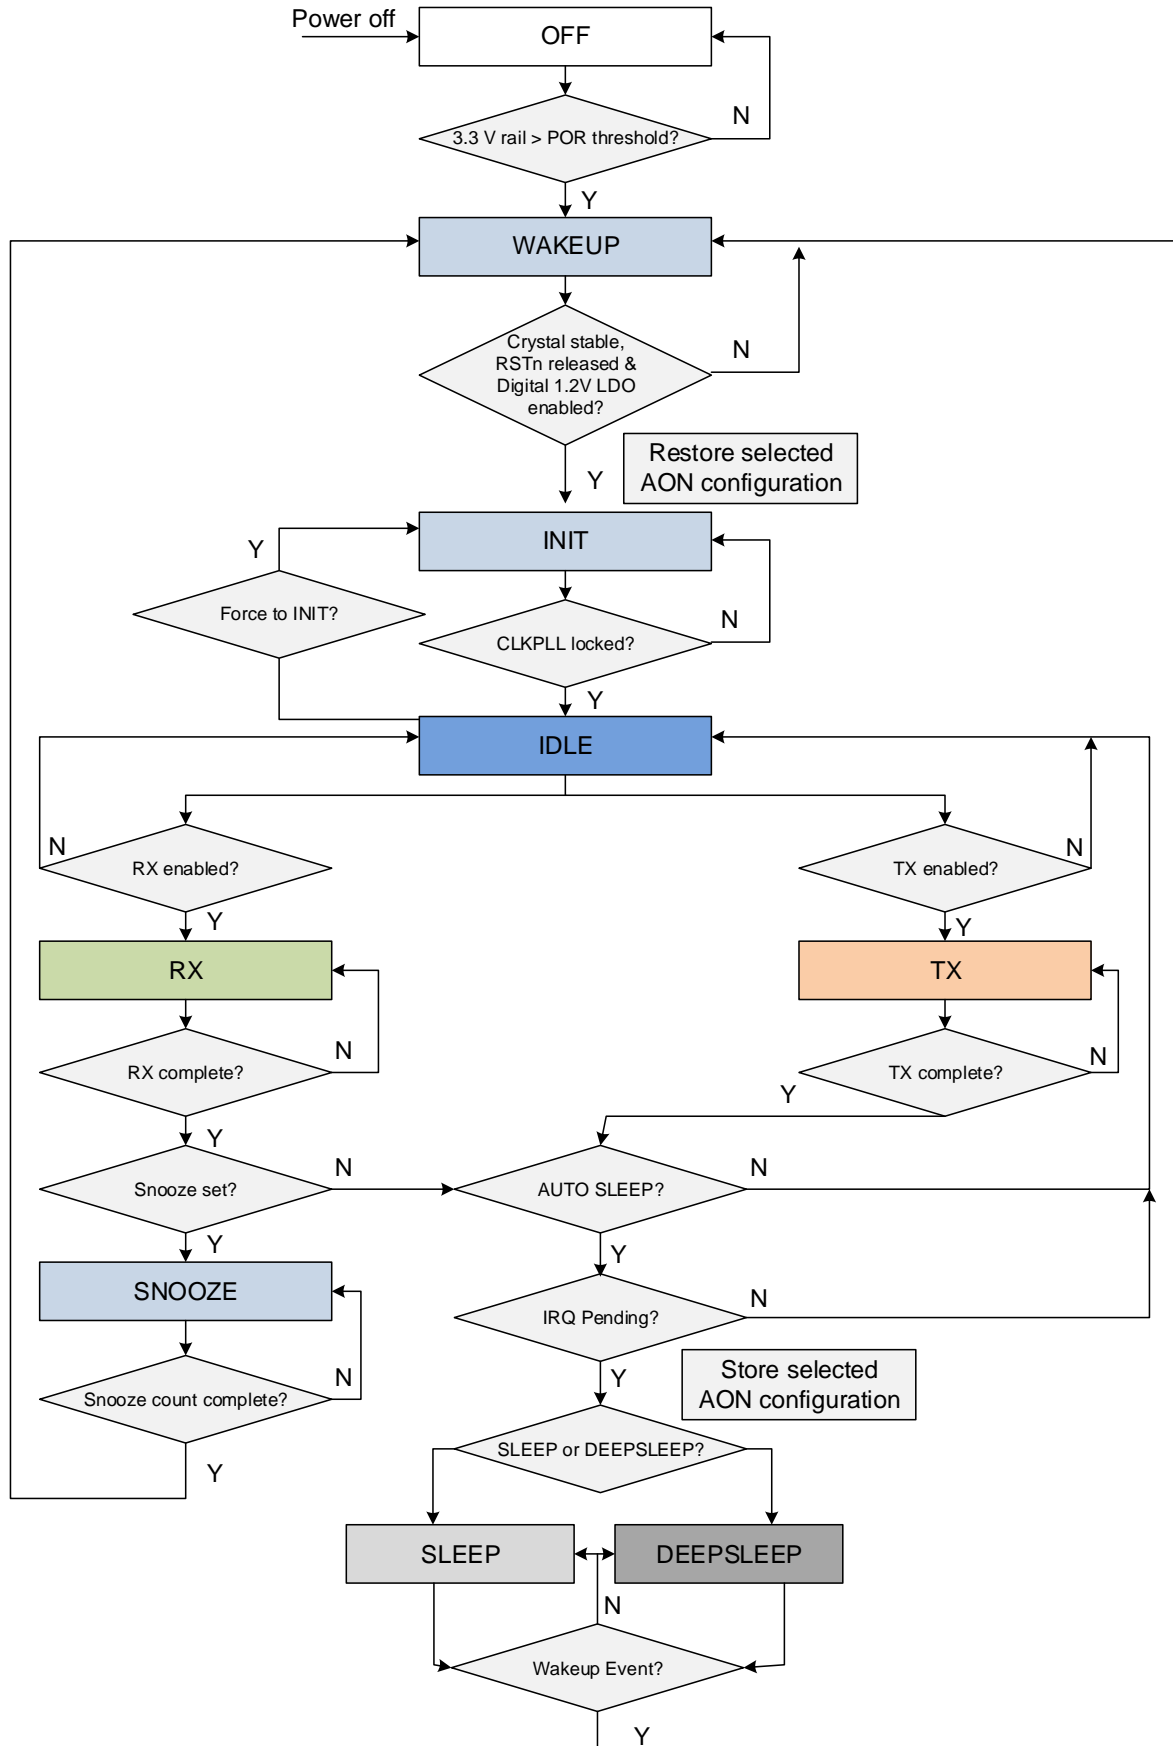 Power off
OFF
3.3 V rail > POR threshold?
N
Y
WAKEUP
Crystal stable,
RSTn released &
Digital 1.2V LDO
enabled?
N
Y
Restore selected
AON configuration
INIT
Y
Force to INIT?
CLKPLL locked?
N
Y
IDLE
N
RX enabled?
TX enabled?
N
Y
Y
RX
TX
RX complete?
N
TX complete?
N
Y
Y
Snooze set?
N
AUTO SLEEP?
N
Y
Y
SNOOZE
IRQ Pending?
N
Snooze count complete?
N
Y
Store selected
AON configuration
SLEEP or DEEPSLEEP?
Y
SLEEP
DEEPSLEEP
N
Wakeup Event?
Y